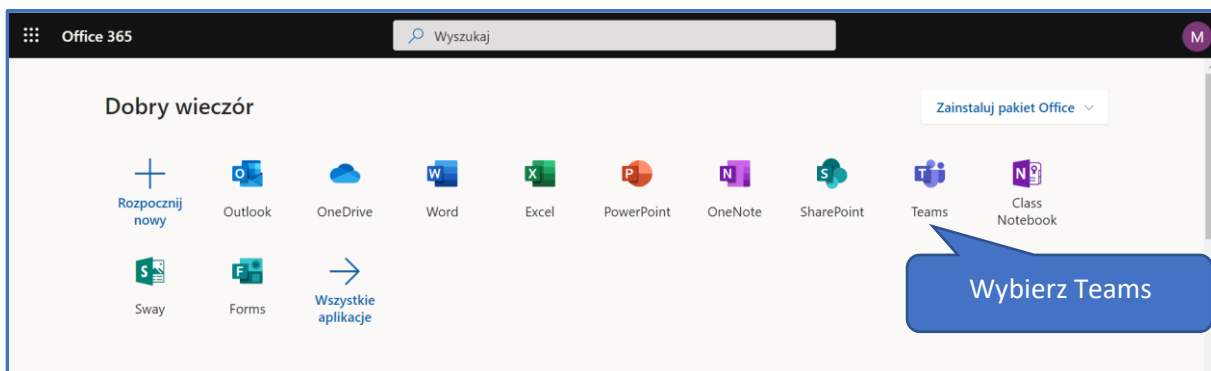 Office 365
Wyszukaj
M
Dobry wieczór
Zainstaluj pakiet Office
Rozpocznij
nowy
Outlook
OneDrive
Word
Excel
PowerPoint
OneNote
SharePoint
Teams
Class
Notebook
Sway
Forms
Wszystkie
aplikacje
Wybierz Teams